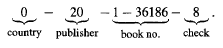 0 – 20 – 1 – 36186 – 8 .
country publisher book no. check